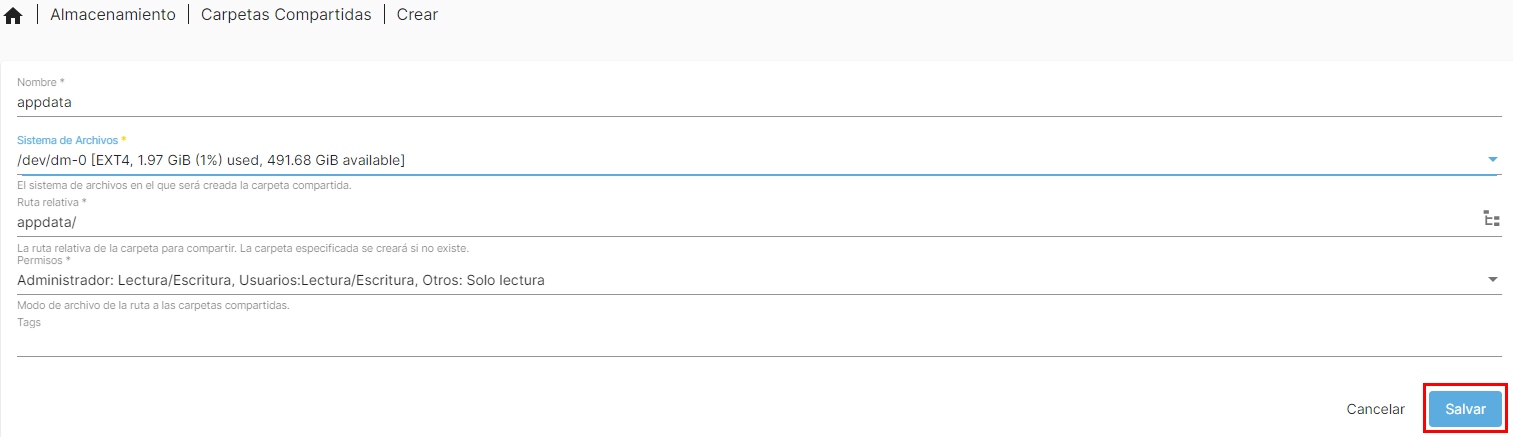 Almacenamiento | Carpetas Compartidas | Crear
Nombre *
appdata
Sistema de Archivos *
/dev/dm-0 [EXT4, 1.97 GiB (1%) used, 491.68 GiB available]
El sistema de archivos en el que será creada la carpeta compartida.
Ruta relativa *
appdata/
La ruta relativa de la carpeta para compartir. La carpeta especificada se creará si no existe.
Permisos *
Administrador: Lectura/Escritura, Usuarios:Lectura/Escritura, Otros: Solo lectura
Modo de archivo de la ruta a las carpetas compartidas.
Tags
Cancelar Salvar